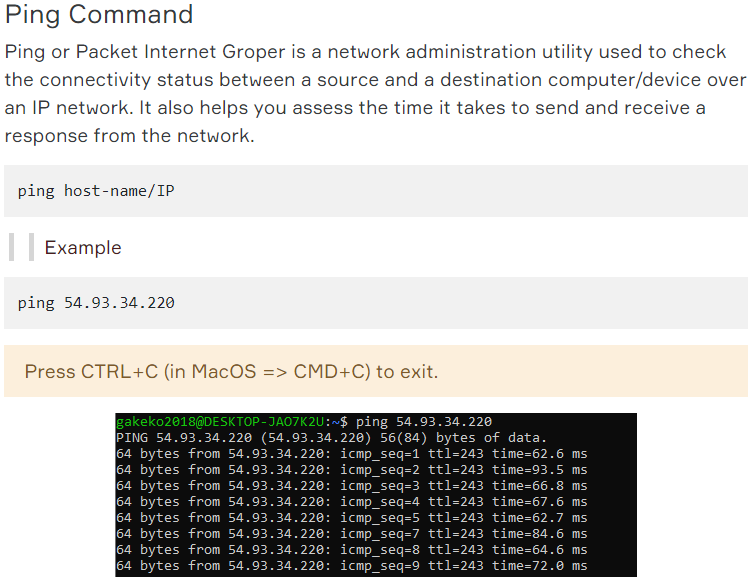 Ping Command
Ping or Packet Internet Groper is a network administration utility used to check
the connectivity status between a source and a destination computer/device over
an IP network. It also helps you assess the time it takes to send and receive a
response from the network.
ping host-name/IP
Example
ping 54.93.34.220
Press CTRL+C (in MacOS => CMD+C) to exit.
gakeko2018@DESKTOP-JAO7K2U:~$ ping 54.93.34.220
PING 54.93.34.220 (54.93.34.220) 56(84) bytes of data.
64 bytes from 54.93.34.220: icmp_seq=1 ttl=243 time=62.6 ms
64 bytes from 54.93.34.220: icmp_seq=2 ttl=243 time=93.5 ms
64 bytes from 54.93.34.220: icmp_seq=3 ttl=243 time=66.8 ms
64 bytes from 54.93.34.220: icmp_seq=4 ttl=243 time=67.6 ms
64 bytes from 54.93.34.220: icmp_seq=5 ttl=243 time=62.7 ms
64 bytes from 54.93.34.220: icmp_seq=7 ttl=243 time=84.6 ms
64 bytes from 54.93.34.220: icmp_seq=8 ttl=243 time=64.6 ms
64 bytes from 54.93.34.220: icmp_seq=9 ttl=243 time=72.0 ms